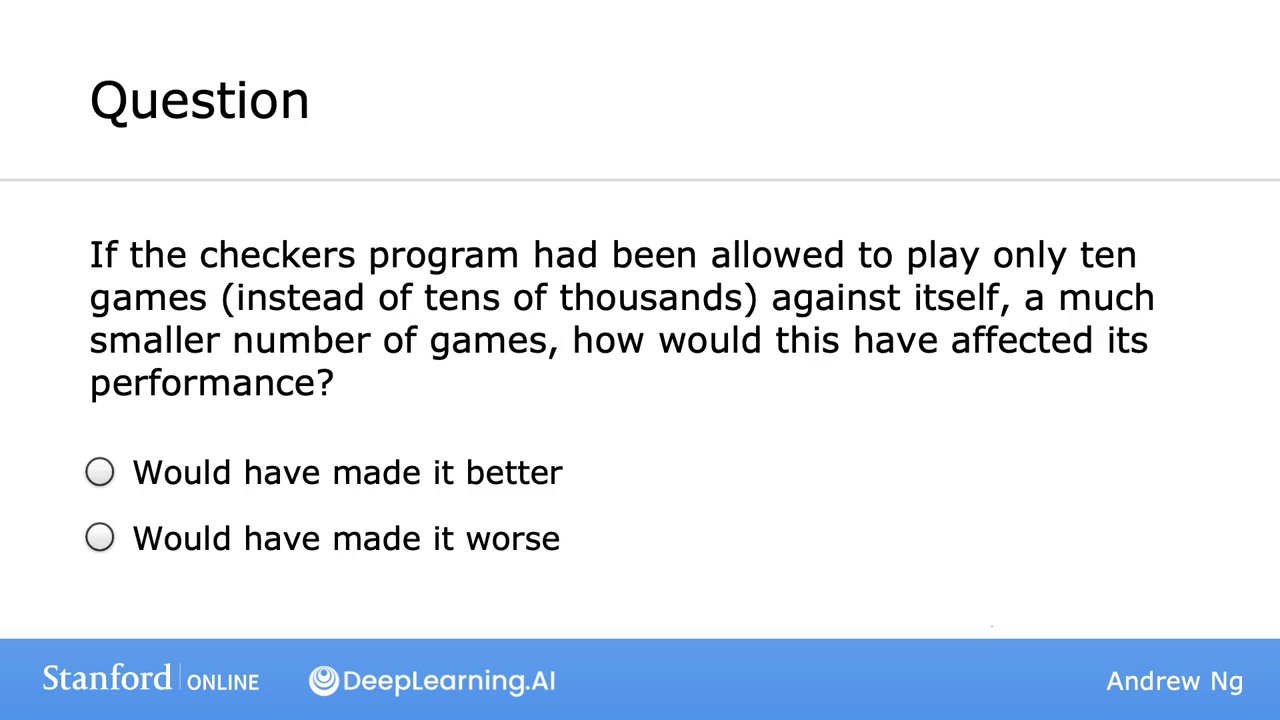 Question
If the checkers program had been allowed to play only ten
games (instead of tens of thousands) against itself, a much
smaller number of games, how would this have affected its
performance?
Would have made it better
Would have made it worse
Stanford ONLINE DeepLearning.AI Andrew Ng